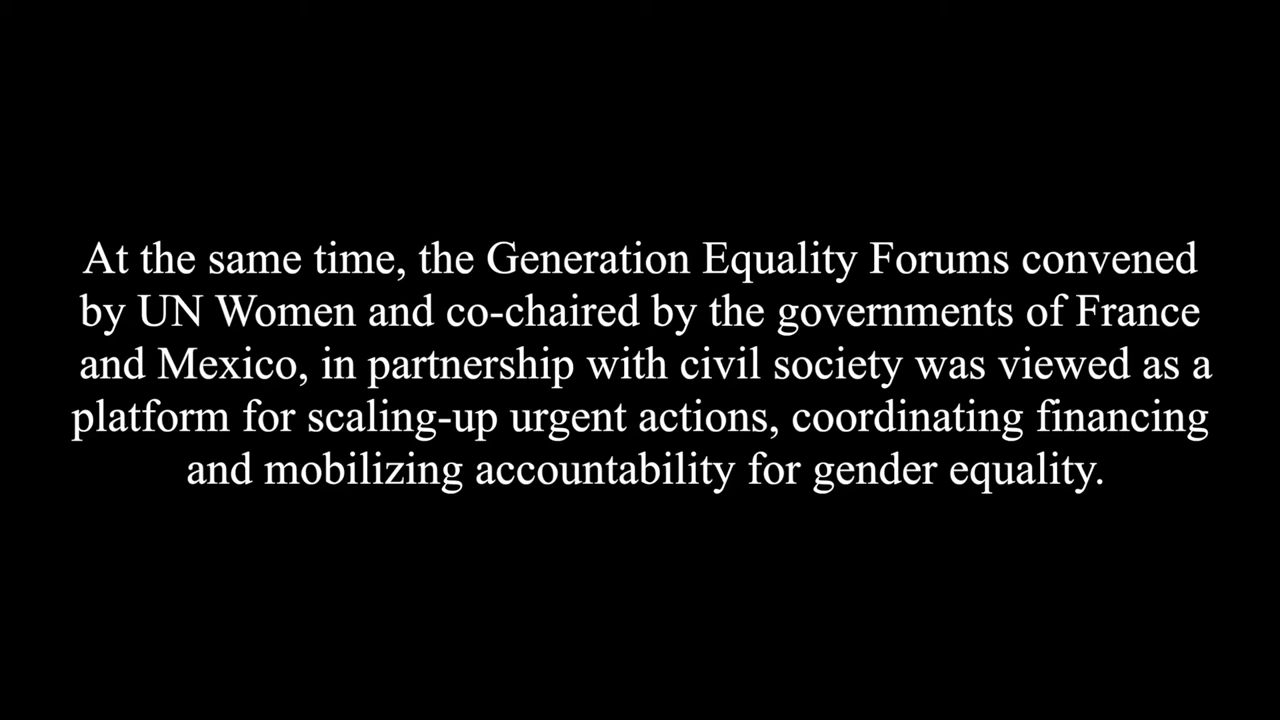 At the same time, the Generation Equality Forums convened
by UN Women and co-chaired by the governments of France
and Mexico, in partnership with civil society was viewed as a
platform for scaling-up urgent actions, coordinating financing
and mobilizing accountability for gender equality.